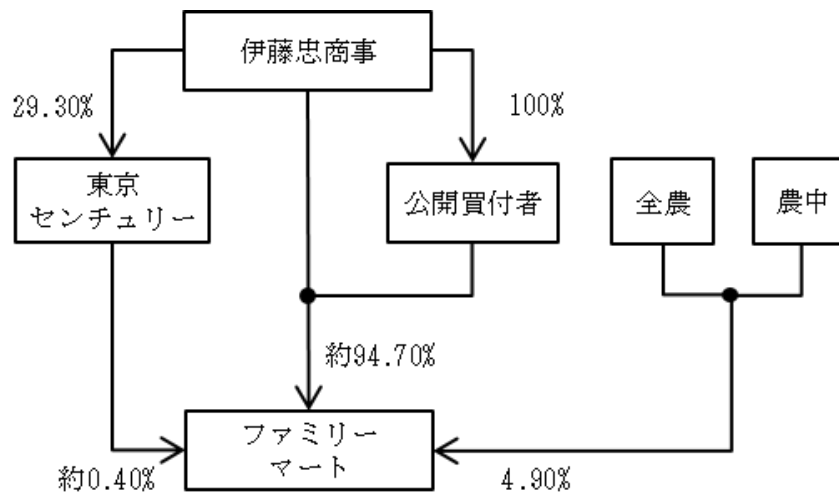 伊藤忠商事
29.30%
100%
東京
センチュリー
公開買付者
全農
農中
約94.70%
ファミリー
マート
約0.40%
4.90%